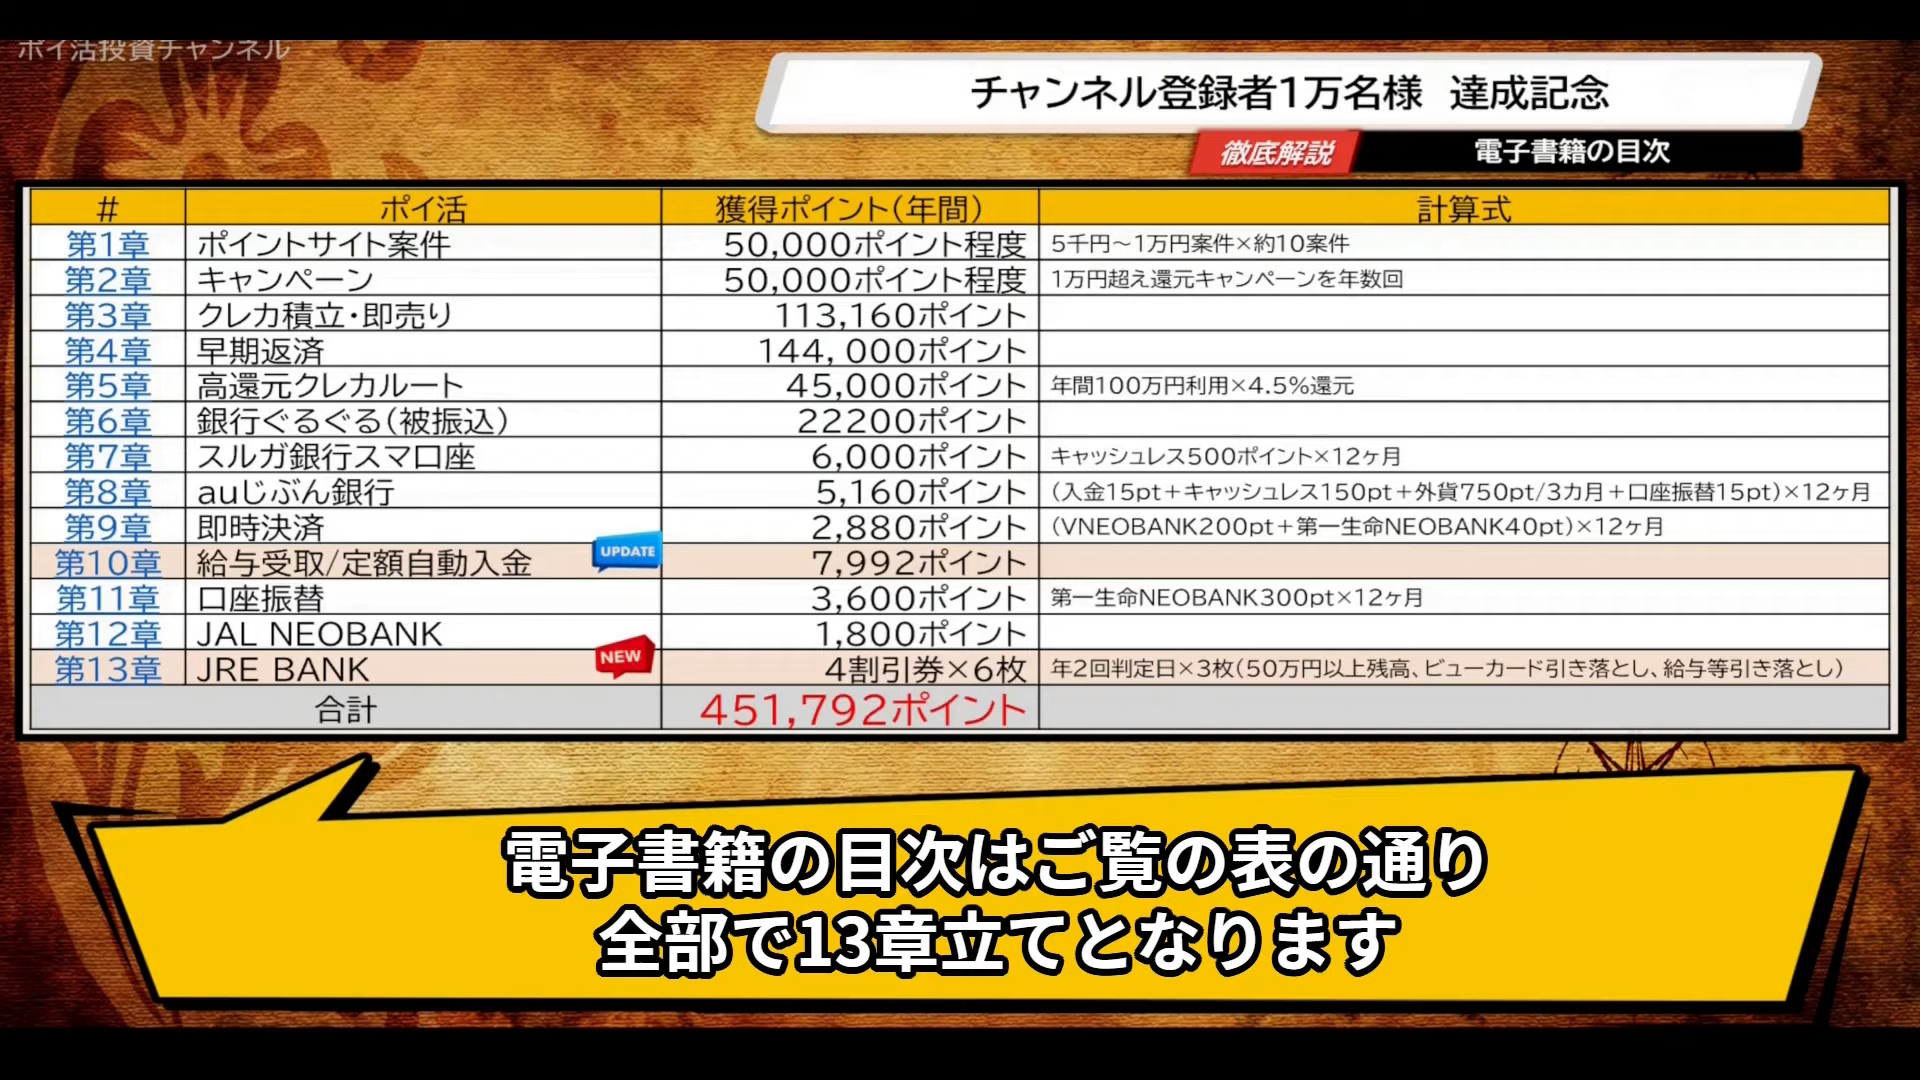 ポイ活投資チャンネル
チャンネル登録者1万名様 達成記念
徹底解説 電子書籍の目次
# ポイ活 獲得ポイント(年間) 計算式
第1章 ポイントサイト案件 50,000ポイント程度 5千円～1万円案件×約10案件
第2章 キャンペーン 50,000ポイント程度 1万円超え還元キャンペーンを年数回
第3章 クレカ積立・即売り 113,160ポイント
第4章 早期返済 144,000ポイント
第5章 高還元クレカルート 45,000ポイント 年間100万円利用×4.5%還元
第6章 銀行ぐるぐる(被振込) 22200ポイント
第7章 スルガ銀行スマ口座 6,000ポイント キャッシュレス500ポイント×12ヶ月
第8章 auじぶん銀行 5,160ポイント (入金15pt+キャッシュレス150pt+外貨750pt/3カ月+口座振替15pt)×12ヶ月
第9章 即時決済 2,880ポイント (VNEOBANK200pt+第一生命NEOBANK40pt)×12ヶ月
第10章 給与受取/定額自動入金 UPDATE 7,992ポイント
第11章 口座振替 3,600ポイント 第一生命NEOBANK300pt×12ヶ月
第12章 JAL NEOBANK 1,800ポイント
第13章 JRE BANK NEW 4割引券×6枚 年2回判定日×3枚(50万円以上残高、ビューカード引き落とし、給与等引き落とし)
合計 451,792ポイント
電子書籍の目次はご覧の表の通り
全部で13章立てとなります